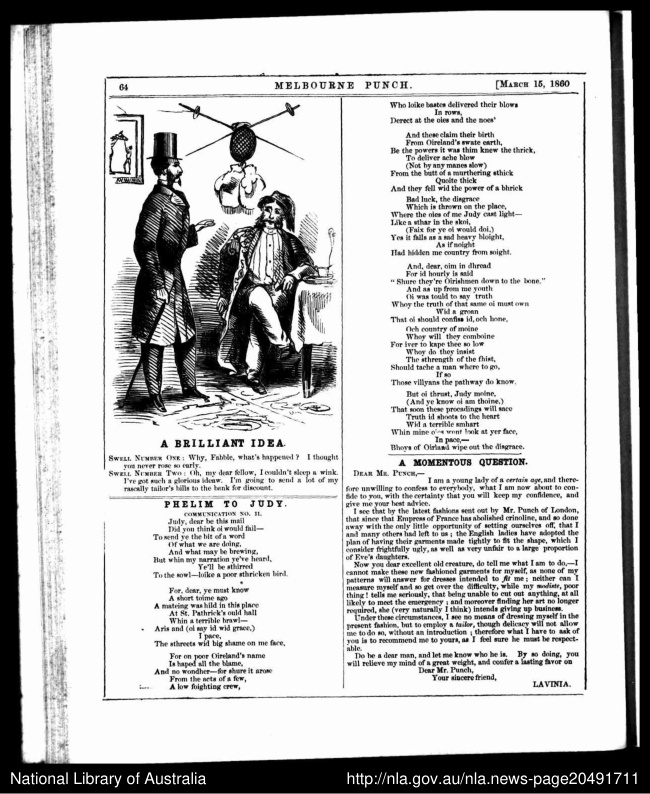 64
MELBOURNE PUNCH.
[MARCH 15, 1860
A BRILLIANT IDEA.
SWELL NUMBER ONE: Why, Fabble, what's happened? I thought
you never rose so early.
SWELL NUMBER TWO: Oh, my dear fellow, I couldn't sleep a wink.
I've got such a glorious ideaw. I'm going to send a lot of my
rascally tailor's bills to the bank for discount.
PHELIM TO JUDY.
COMMUNICATION NO. II.
Judy, dear be this mail
Did you think oi would fail—
To send ye the bit of a word
Of what we are doing,
And what may be brewing,
But whin my narration ye've heard,
Ye'll be sthirred
To the sowl—loike a poor sthricken bird.
For, dear, ye must know
A short toime ago
A mateing was hild in this place
At St. Pathrick's ould hall
Whin a terrible brawl—
Aris and (oi say id wid grace,)
I pace,
The sthreets wid big shame on me face,
For on poor Oireland's name
Is haped all the blame,
And no wondher—for shure it arose
From the acts of a few,
A low foighting crew,
Who loike bastes delivered their blows
In rows,
Derect at the oies and the noes'
And these claim their birth
From Oireland's swate earth,
Be the powers it was thim knew the thrick,
To deliver ache blow
(Not by any manes slow)
From the butt of a murthering sthick
Quoite thick
And they fell wid the power of a bhrick
Bad luck, the disgrace
Which is thrown on the place,
Where the oies of me Judy cast light—
Like a sthar in the skoi,
(Faix for ye oi would doi,)
Yes it falls as a sad heavy bloight,
As if noight
Had hidden me country from soight.
And, dear, oim in dhread
For id hourly is said
"Shure they're Oirishmen down to the bone."
And as up from me youth
Oi was tould to say truth
Whoy the truth of that same oi must own
Wid a groan
That oi should confiss id, och hone,
Och country of moine
Whoy will they comboine
For iver to kape thee so low
Whoy do they insist
The sthrength of the fhist,
Should tache a man where to go,
If so
Those villyans the pathway do know.
But oi thrust, Judy moine,
(And ye know oi am thoine,)
That soon these proceedings will sace
Truth id shoots to the heart
Wid a terrible smhart
Whin mine look at yer face,
In pace,—
Bhoys of Oirland wipe out the disgrace.
A MOMENTOUS QUESTION.
DEAR MR. PUNCH,—
I am a young lady of a certain age, and there-
fore unwilling to confess to everybody, what I am now about to con-
fide to you, with the certainty that you will keep my confidence, and
give me your best advice.
I see that by the latest fashions sent out by Mr. Punch of London,
that since that Empress of France has abolished crinoline, and so done
away with the only little opportunity of setting ourselves off, that I
and many others had left to us; the English ladies have adopted the
plan of having their garments made tightly to fit the shape, which I
consider frightfully ugly, as well as very unfair to a large proportion
of Eve's daughters.
Now you dear excellent old creature, do tell me what I am to do,—I
cannot make these new fashioned garments for myself, as none of my
patterns will answer for dresses intended to fit me; neither can I
measure myself and so get over the difficulty, while my modiste, poor
thing! tells me seriously, that being unable to cut out anything, at all
likely to meet the emergency; and moreover finding her art no longer
required, she (very naturally I think) intends giving up business.
Under these circumstances, I see no means of dressing myself in the
present fashion, but to employ a tailor, though delicacy will not allow
me to do so, without an introduction; therefore what I have to ask of
you is to recommend me to yours, as I feel sure he must be respect-
able.
Do be a dear man, and let me know who he is. By so doing, you
will relieve my mind of a great weight, and confer a lasting favor on
Dear Mr. Punch,
Your sincere friend,
LAVINIA.
National Library of Australia
http://nla.gov.au/nla.news-page20491711